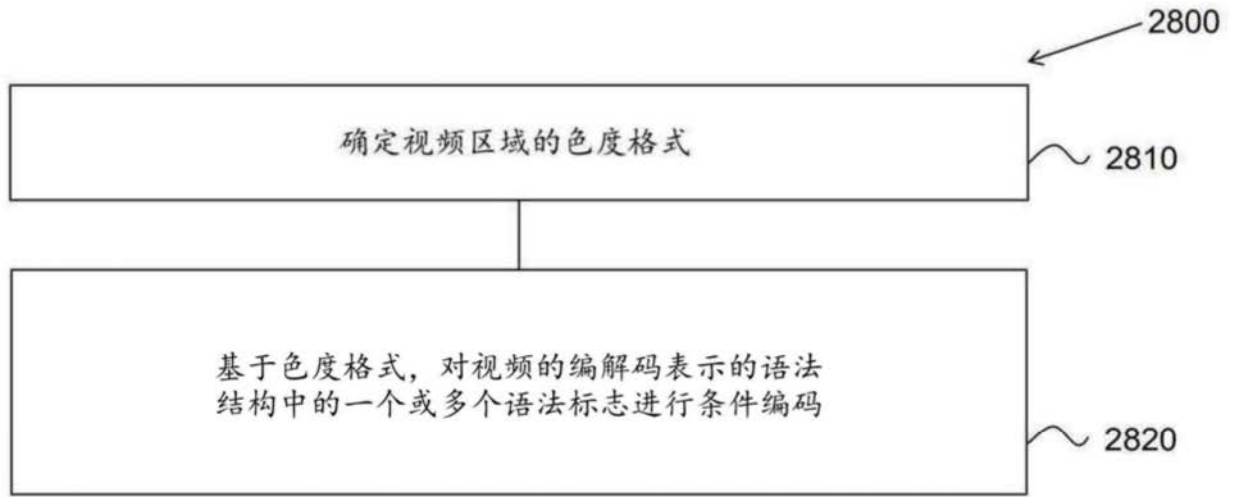 2800
确定视频区域的色度格式
2810
基于色度格式，对视频的编解码表示的语法
结构中的一个或多个语法标志进行条件编码
2820